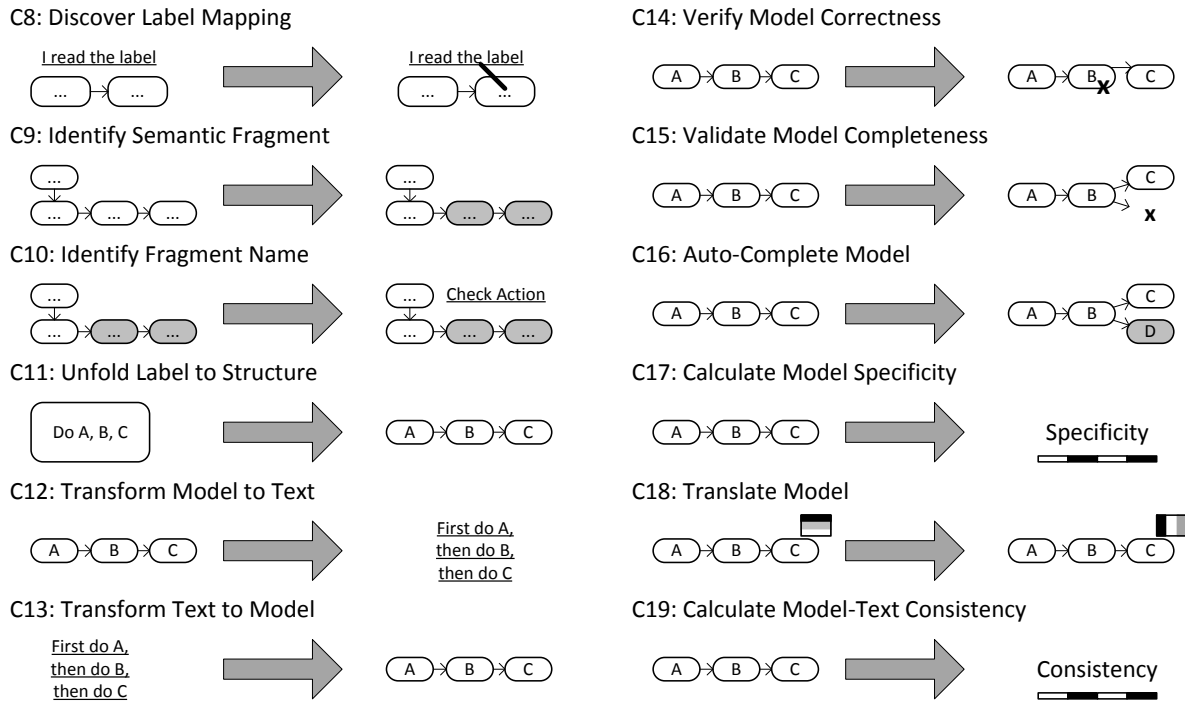 C8: Discover Label Mapping
I read the label
... ...
I read the label
... ...
C9: Identify Semantic Fragment
...
... ... ...
...
... ... ...
C10: Identify Fragment Name
...
... ... ...
... Check Action
... ... ...
C11: Unfold Label to Structure
Do A, B, C
A B C
C12: Transform Model to Text
A B C
First do A,
then do B,
then do C
C13: Transform Text to Model
First do A,
then do B,
then do C
A B C
C14: Verify Model Correctness
A B C
A B C
x
C15: Validate Model Completeness
A B C
C
A B
x
C16: Auto-Complete Model
A B C
C
A B
D
C17: Calculate Model Specificity
A B C
Specificity
C18: Translate Model
A B C
A B C
C19: Calculate Model-Text Consistency
A B C
Consistency